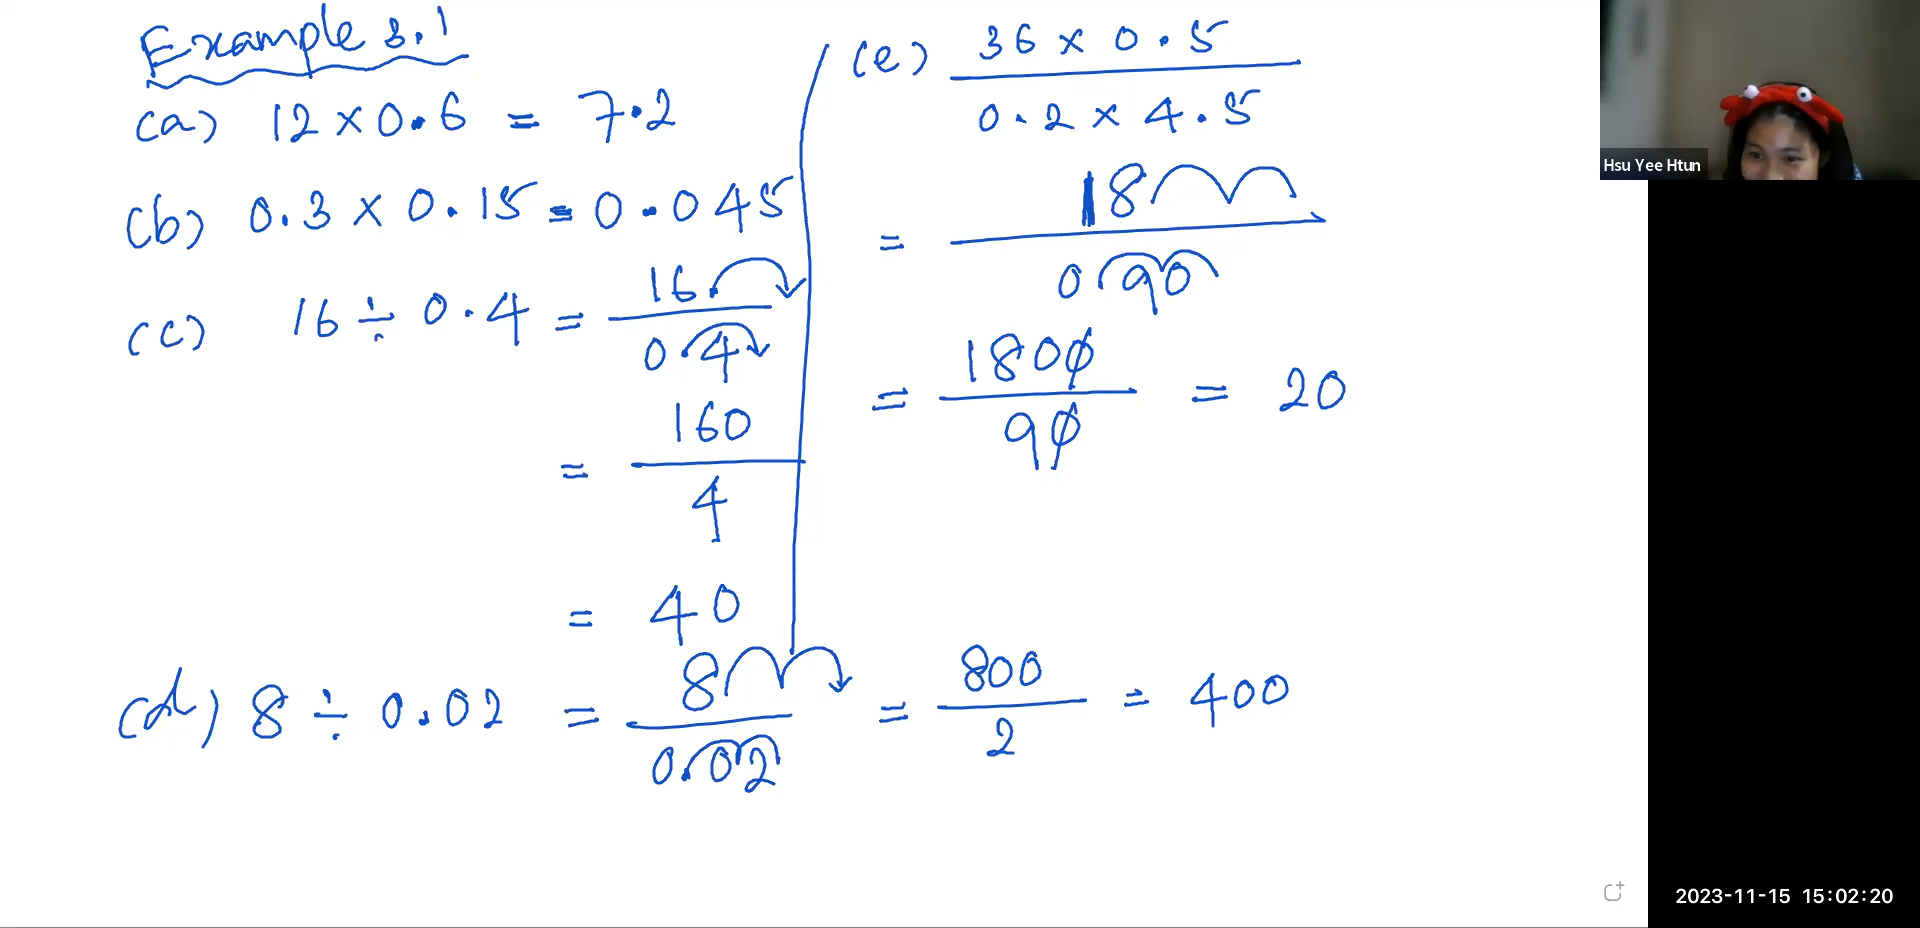 Example 3.1
(a) 12 × 0.6 = 7.2
(b) 0.3 × 0.15 = 0.045
(c) 16 ÷ 0.4 = 16. / 0.4
= 160 / 4
= 40
(d) 8 ÷ 0.02 = 8 / 0.02 = 800 / 2 = 400
(e) 36 × 0.5 / 0.2 × 4.5
= 18 / 0.90
= 1800 / 90 = 20
Hsu Yee Htun
2023-11-15 15:02:20